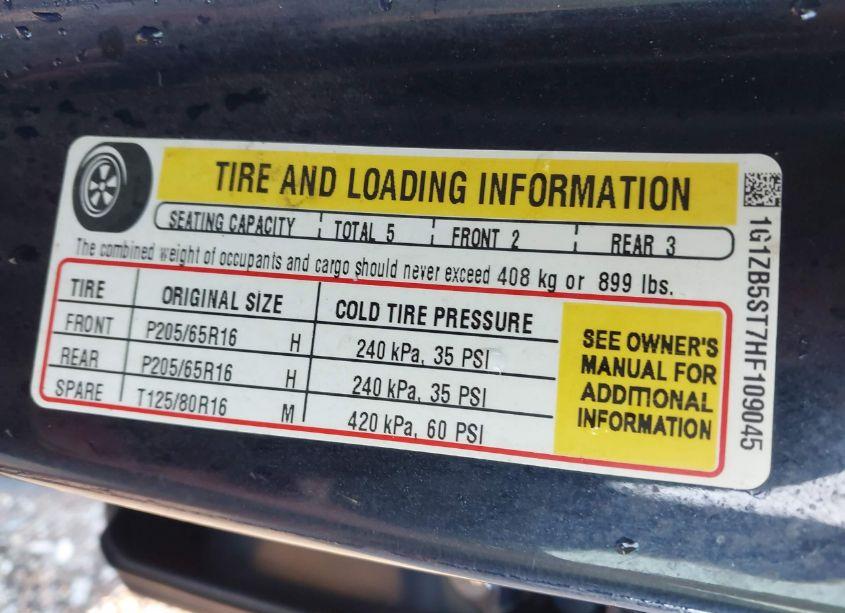 TIRE AND LOADING INFORMATION
SEATING CAPACITY TOTAL 5 FRONT 2 REAR 3
The combined weight of occupants and cargo should never exceed 408 kg or 899 lbs.
TIRE ORIGINAL SIZE COLD TIRE PRESSURE
FRONT P205/65R16 H 240 kPa, 35 PSI
REAR P205/65R16 H 240 kPa, 35 PSI
SPARE T125/80R16 M 420 kPa, 60 PSI
SEE OWNER'S
MANUAL FOR
ADDITIONAL
INFORMATION
1G1ZB5ST7HF109045